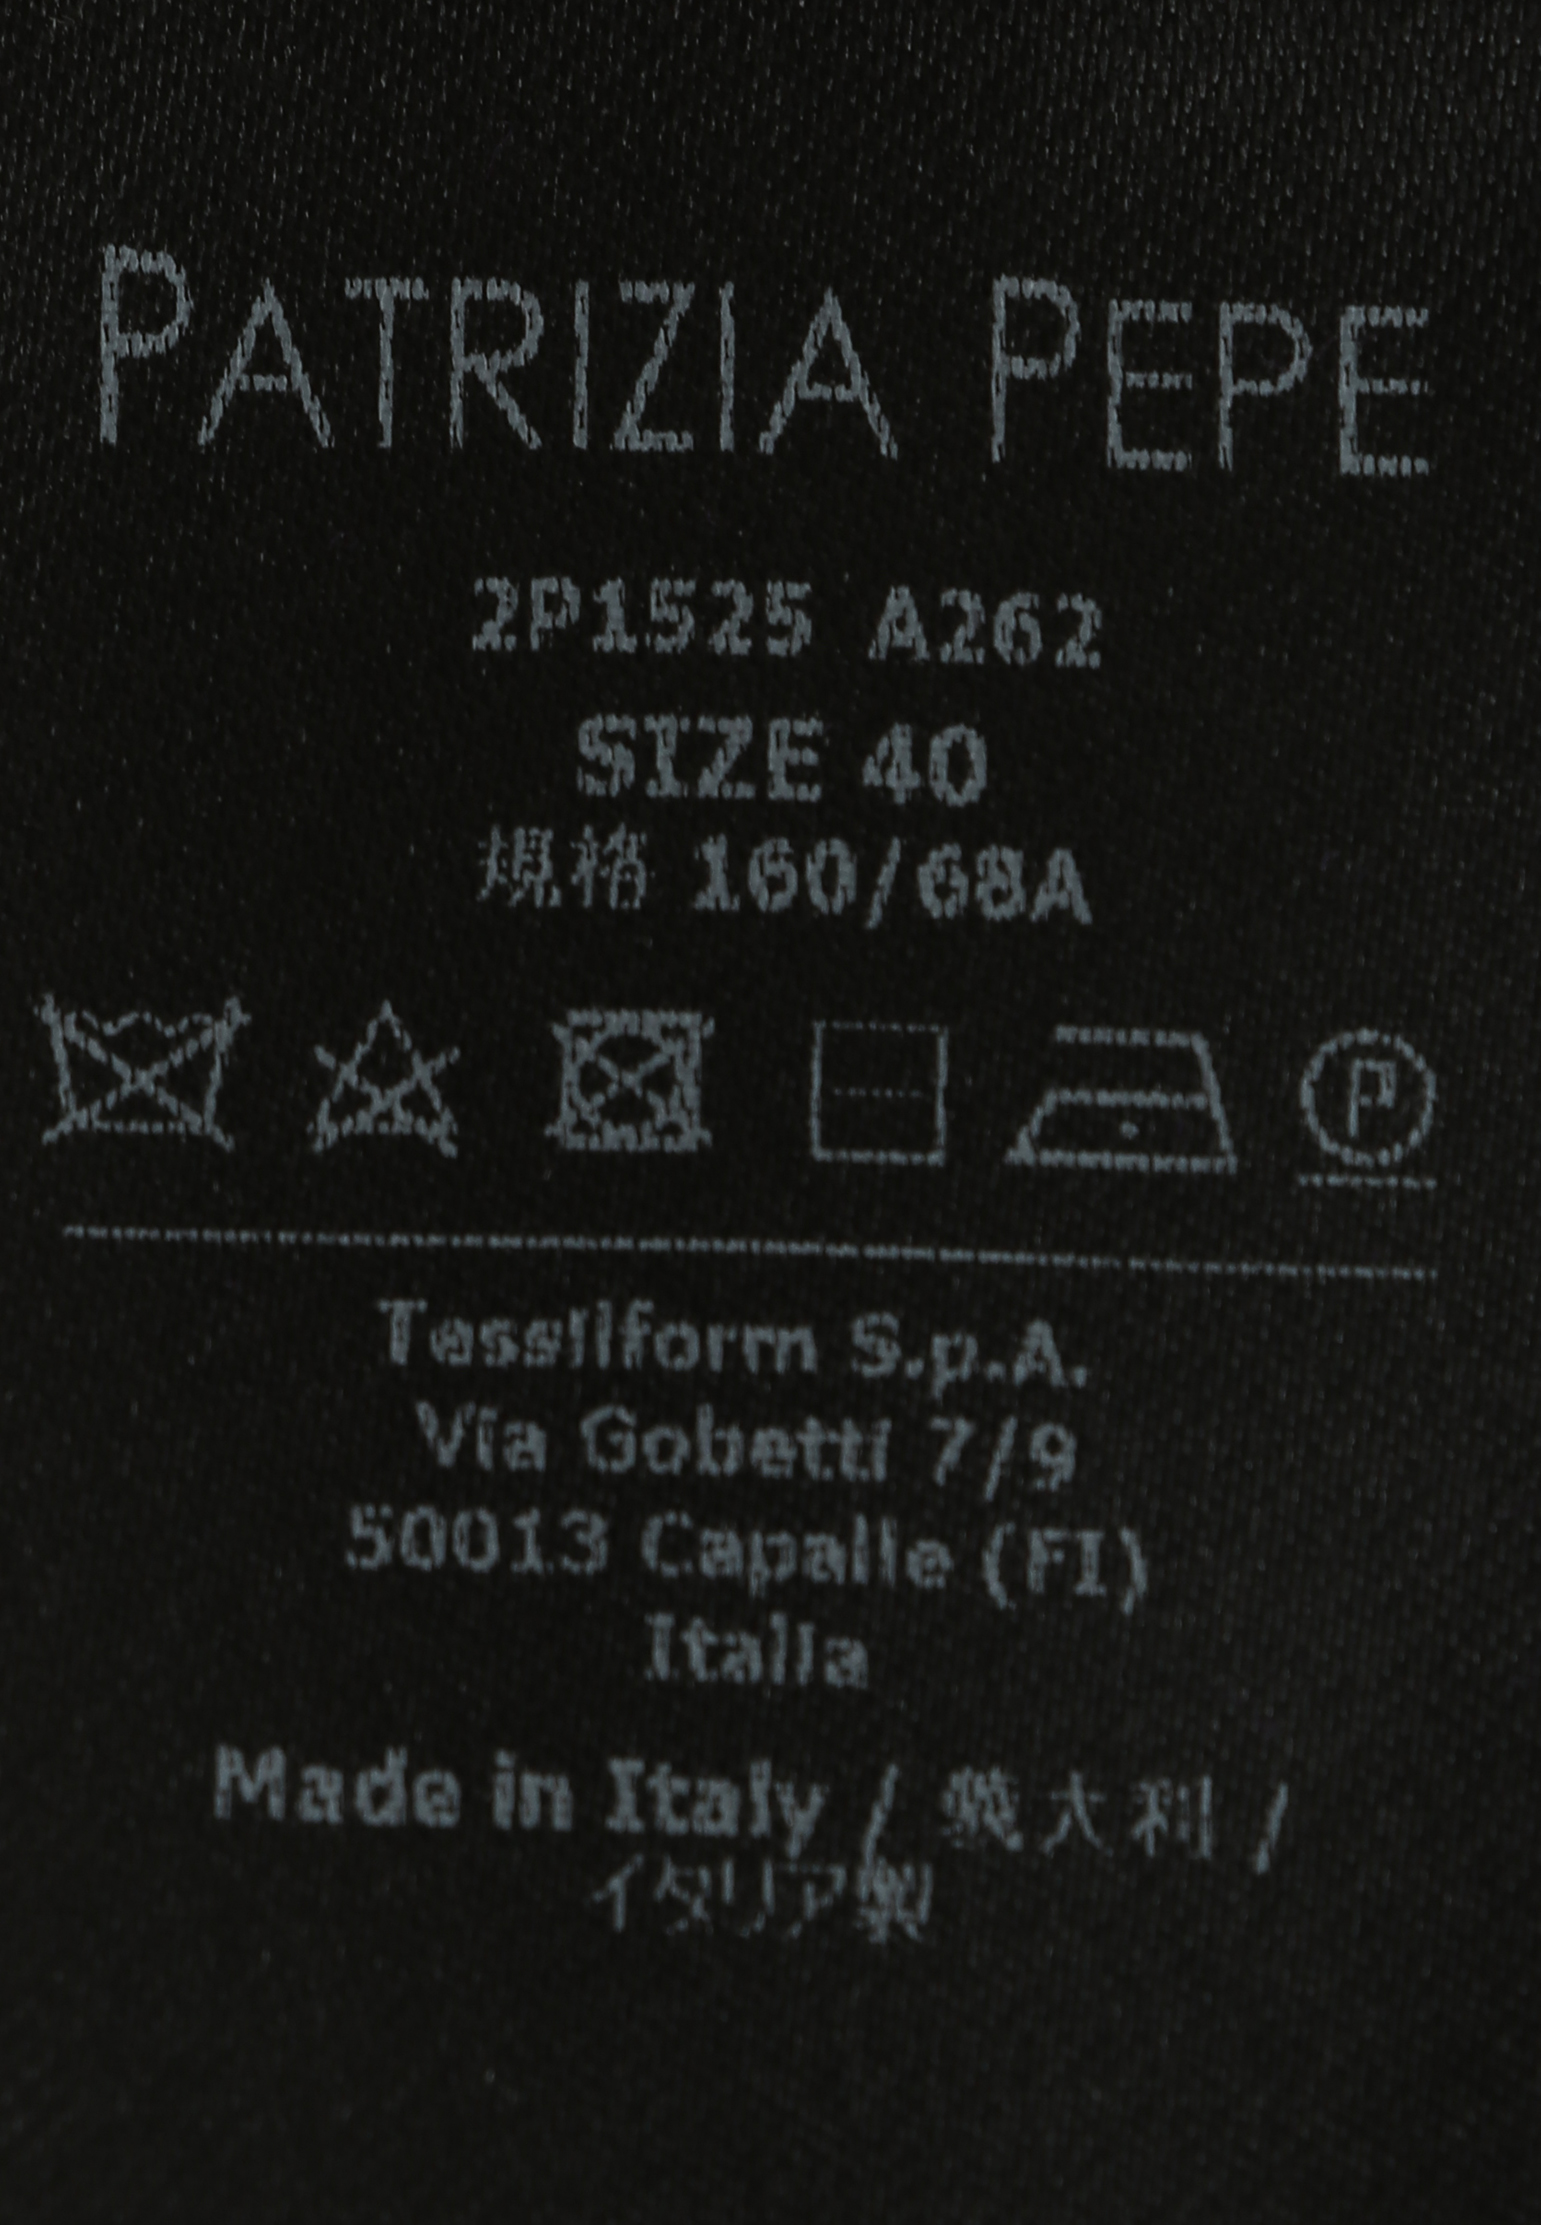 PATRIZIA PEPE
2P1525 A262
SIZE 40
規格 160/68A
P
Tessilform S.p.A.
Via Gobetti 7/9
50013 Capalle (FI)
Italia
Made in Italy / 義大利 /
イタリア製